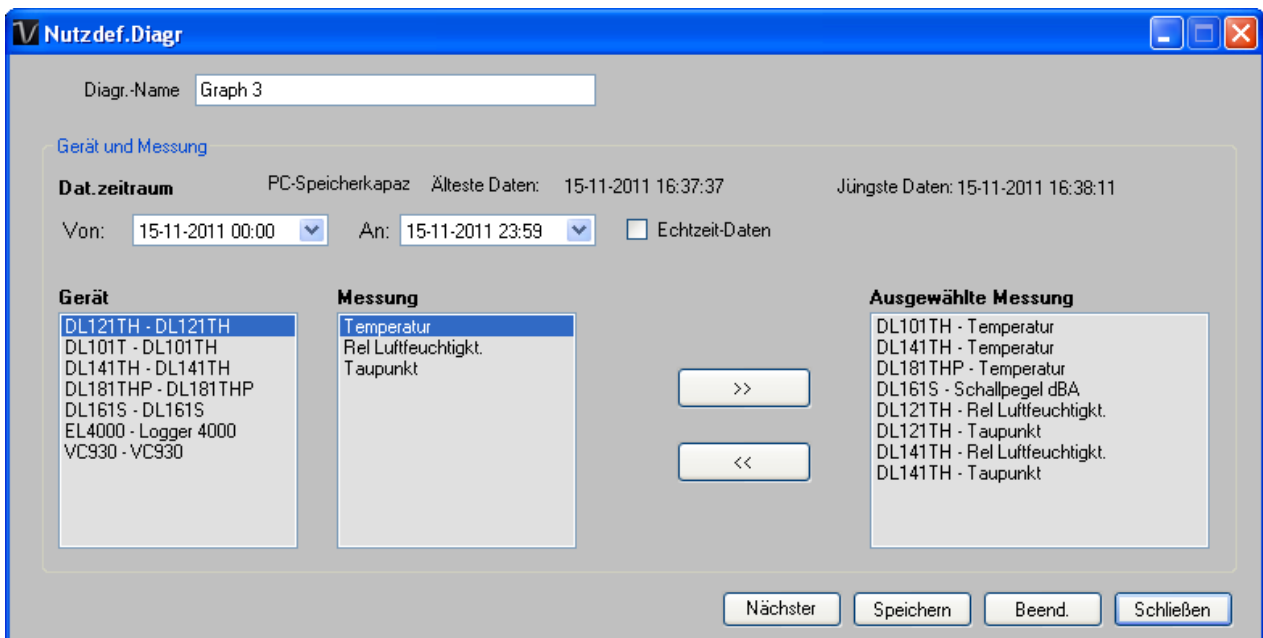 Nutzdef.Diagr
Diagr.-Name Graph 3
Gerät und Messung
Dat.zeitraum PC-Speicherkapaz Älteste Daten: 15-11-2011 16:37:37 Jüngste Daten: 15-11-2011 16:38:11
Von: 15-11-2011 00:00 An: 15-11-2011 23:59 Echtzeit-Daten
Gerät
DL121TH - DL121TH
DL101T - DL101TH
DL141TH - DL141TH
DL181THP - DL181THP
DL161S - DL161S
EL4000 - Logger 4000
VC930 - VC930
Messung
Temperatur
Rel Luftfeuchtigkt.
Taupunkt
>>
<<
Ausgewählte Messung
DL101TH - Temperatur
DL141TH - Temperatur
DL181THP - Temperatur
DL161S - Schallpegel dBA
DL121TH - Rel Luftfeuchtigkt.
DL121TH - Taupunkt
DL141TH - Rel Luftfeuchtigkt.
DL141TH - Taupunkt
Nächster Speichern Beend. Schließen